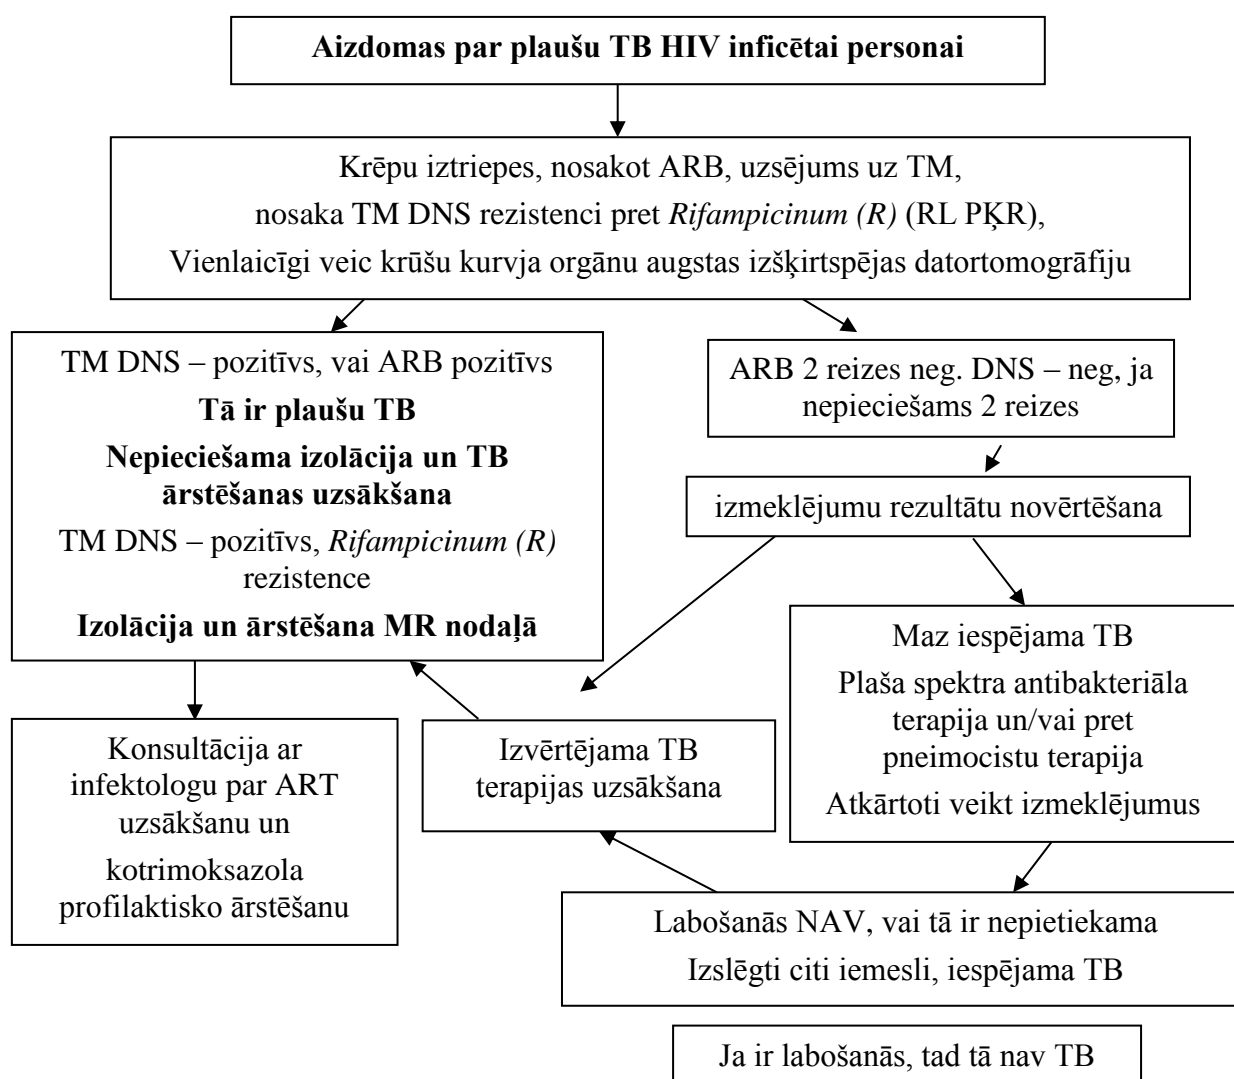 Aizdomas par plaušu TB HIV inficētai personai
Krēpu iztriepes, nosakot ARB, uzsējums uz TM,
nosaka TM DNS rezistenci pret Rifampicinum (R) (RL PĶR),
Vienlaicīgi veic krūšu kurvja orgānu augstas izšķirtspējas datortomogrāfiju
TM DNS – pozitīvs, vai ARB pozitīvs
Tā ir plaušu TB
Nepieciešama izolācija un TB
ārstēšanas uzsākšana
TM DNS – pozitīvs, Rifampicinum (R)
rezistence
Izolācija un ārstēšana MR nodaļā
ARB 2 reizes neg. DNS – neg, ja
nepieciešams 2 reizes
izmeklējumu rezultātu novērtēšana
Maz iespējama TB
Plaša spektra antibakteriāla
terapija un/vai pret
pneimocistu terapija
Atkārtoti veikt izmeklējumus
Konsultācija ar
infektologu par ART
uzsākšanu un
kotrimoksazola
profilaktisko ārstēšanu
Izvērtējama TB
terapijas uzsākšana
Labošanās NAV, vai tā ir nepietiekama
Izslēgti citi iemesli, iespējama TB
Ja ir labošanās, tad tā nav TB